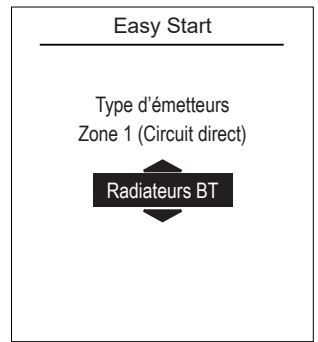 Easy Start
Type d'émetteurs
Zone 1 (Circuit direct)
Radiateurs BT